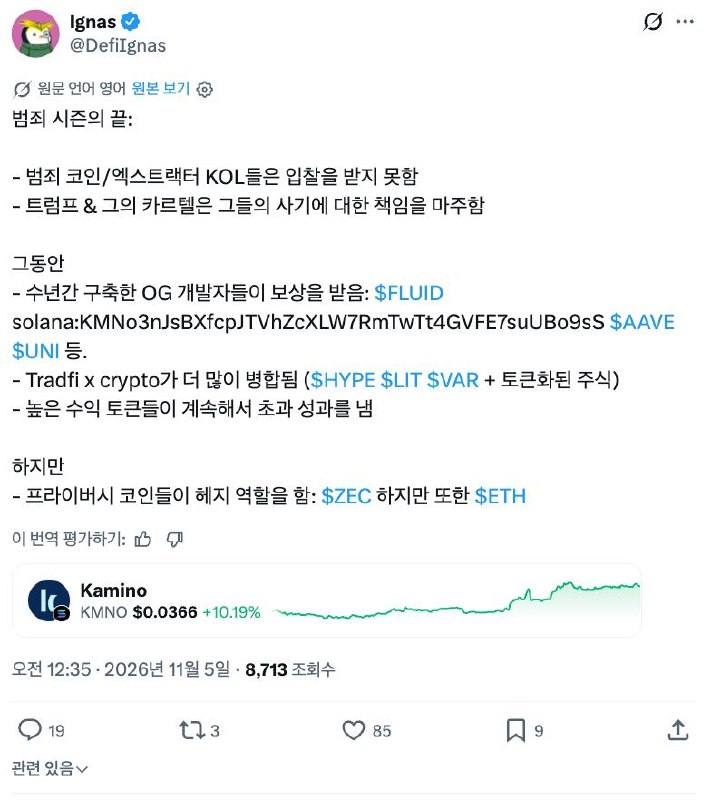 Ignas
@DefiIgnas
원문 언어 영어 원본 보기
범죄 시즌의 끝:
- 범죄 코인/엑스트랙터 KOL들은 입찰을 받지 못함
- 트럼프 & 그의 카르텔은 그들의 사기에 대한 책임을 마주함
그동안
- 수년간 구축한 OG 개발자들이 보상을 받음: $FLUID
solana:KMNo3nJsBXfcpJTVhZcXLW7RmTwTt4GVFE7suUBo9sS $AAVE
$UNI 등.
- Tradfi x crypto가 더 많이 병합됨 ($HYPE $LIT $VAR + 토큰화된 주식)
- 높은 수익 토큰들이 계속해서 초과 성과를 냄
하지만
- 프라이버시 코인들이 헤지 역할을 함: $ZEC 하지만 또한 $ETH
이 번역 평가하기:
Kamino
KMNO $0.0366 +10.19%
오전 12:35 · 2026년 11월 5일 · 8,713 조회수
19 3 85 9
관련 있음